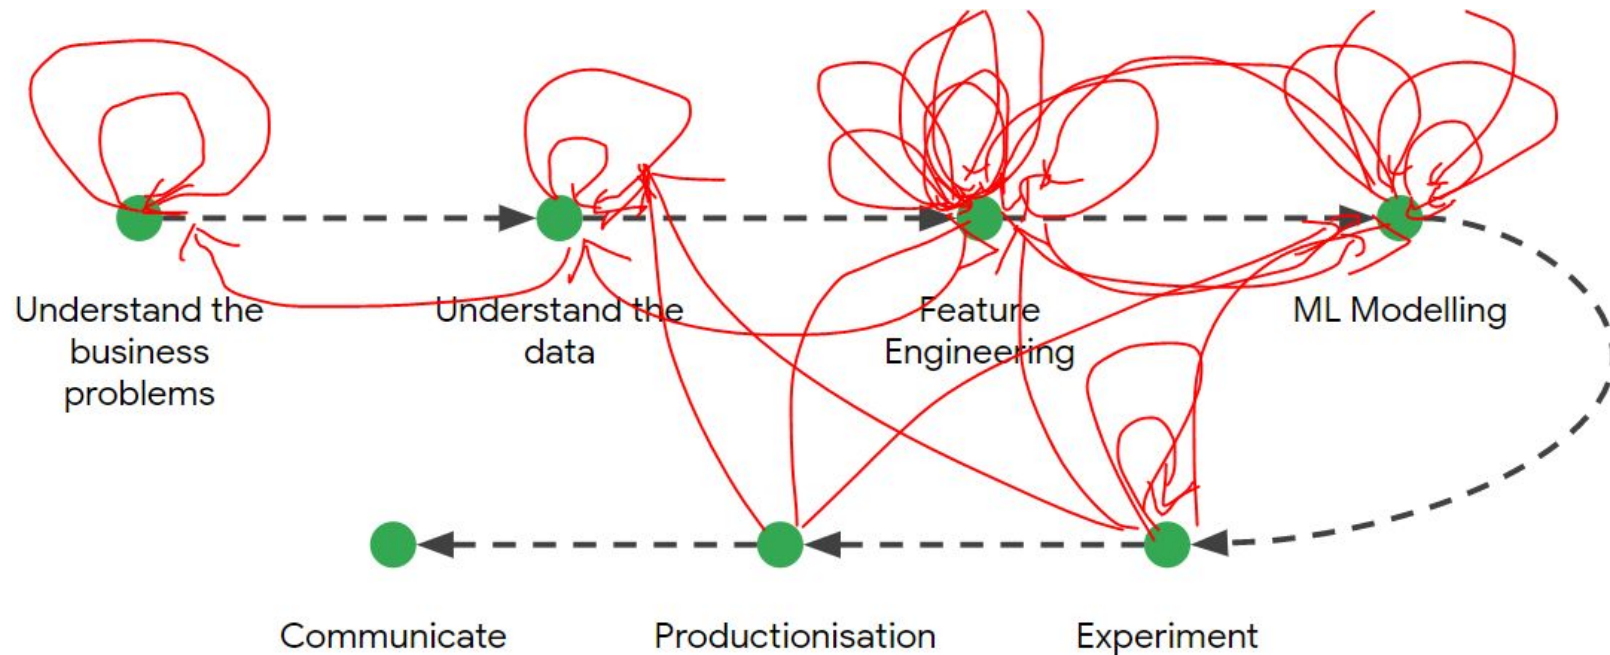 Understand the
business
problems
Understand the
data
Feature
Engineering
ML Modelling
Communicate
Productionisation
Experiment